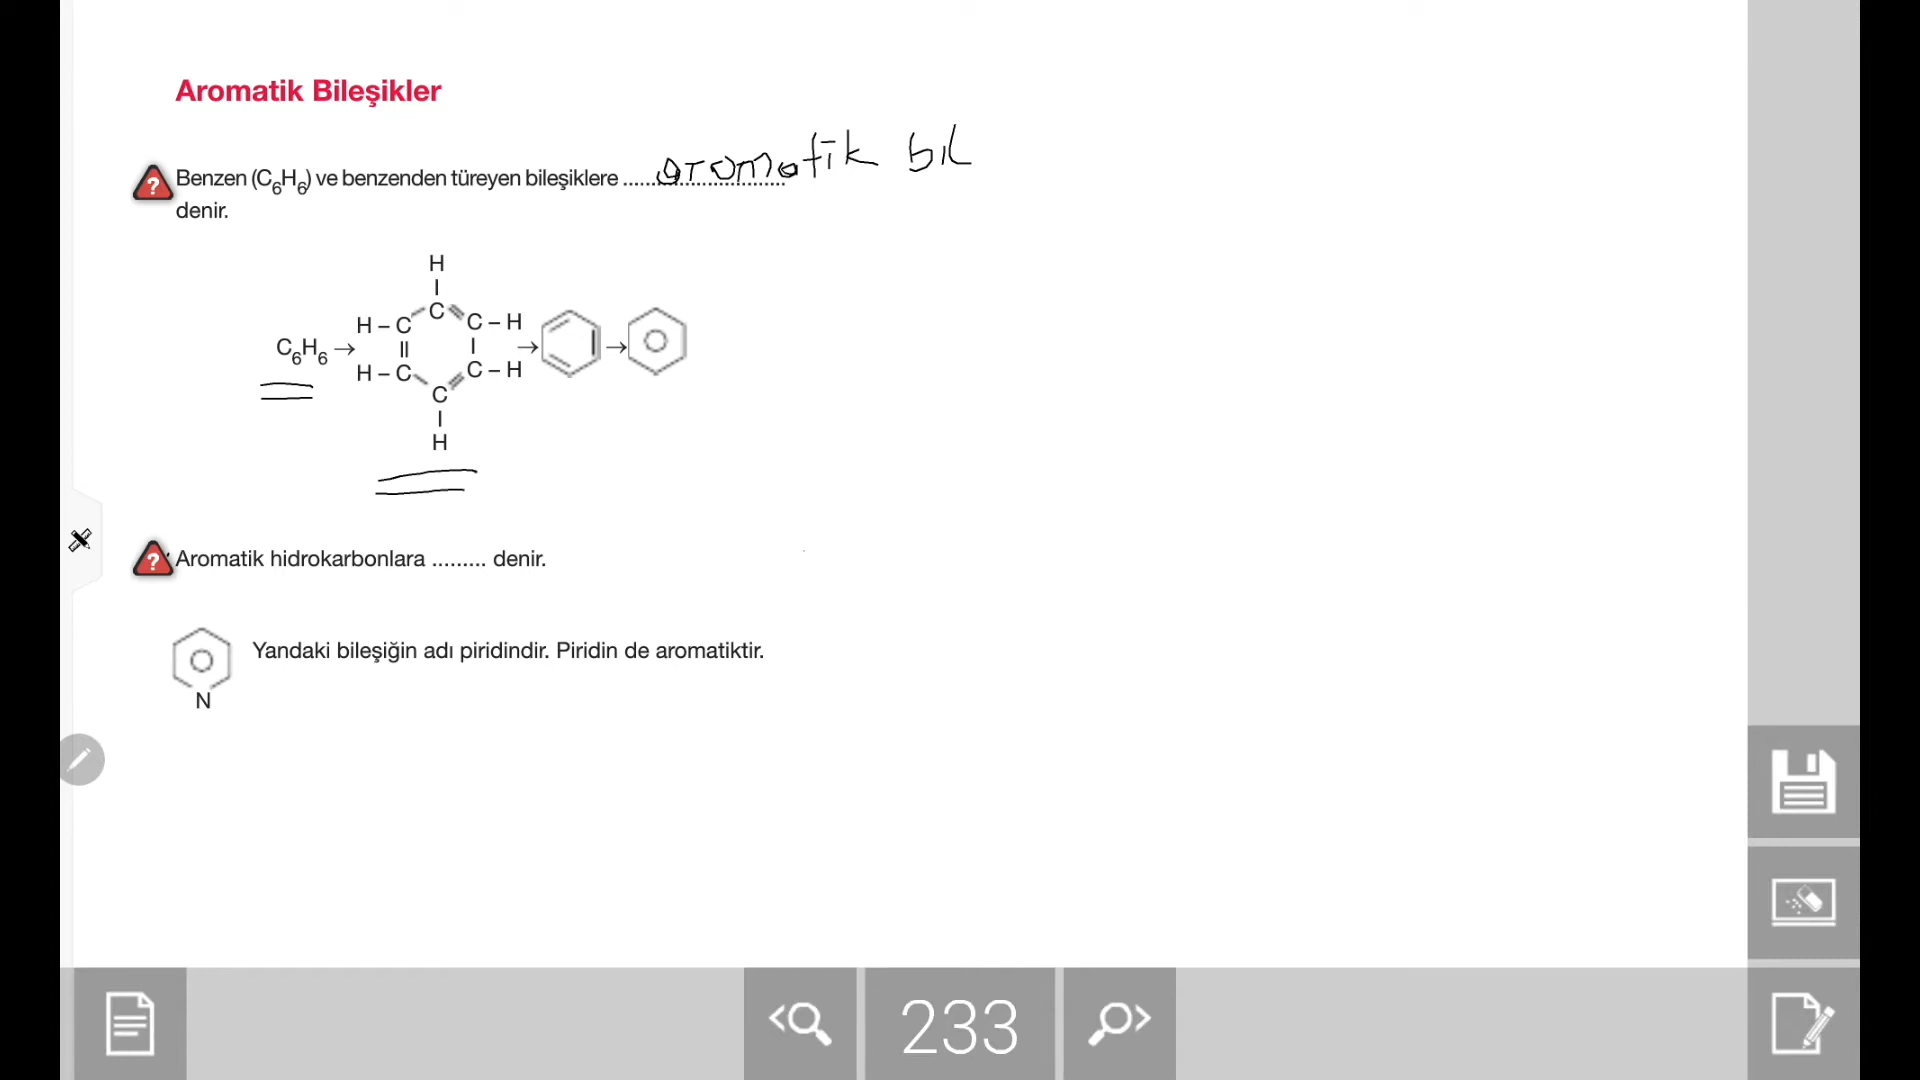 Aromatik Bileşikler
Benzen (C₆H₆) ve benzenden türeyen bileşiklere .......................... aromatik bil
denir.
H
C
H – C C – H
C₆H₆ → → →
H – C C – H
C
H
Aromatik hidrokarbonlara ......... denir.
Yandaki bileşiğin adı piridindir. Piridin de aromatiktir.
N
233